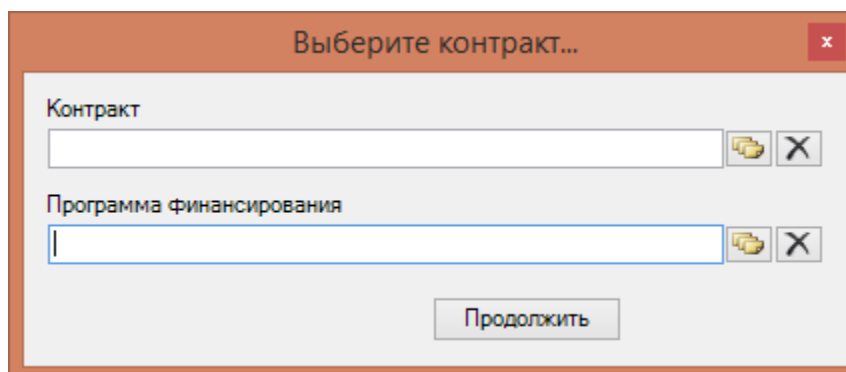 Выберите контракт...
x
Контракт
Программа финансирования
Продолжить